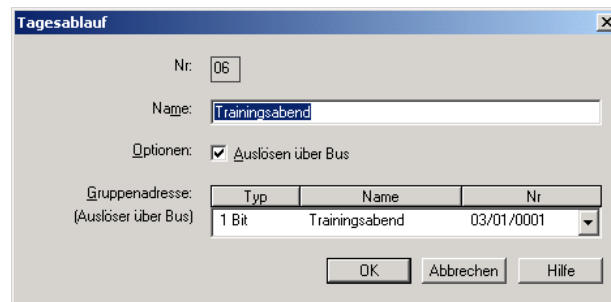 Tagesablauf
Nr: 06
Name: Trainingsabend
Optionen: Auslösen über Bus
Gruppenadresse: Typ Name Nr
(Auslöser über Bus) 1 Bit Trainingsabend 03/01/0001
OK Abbrechen Hilfe